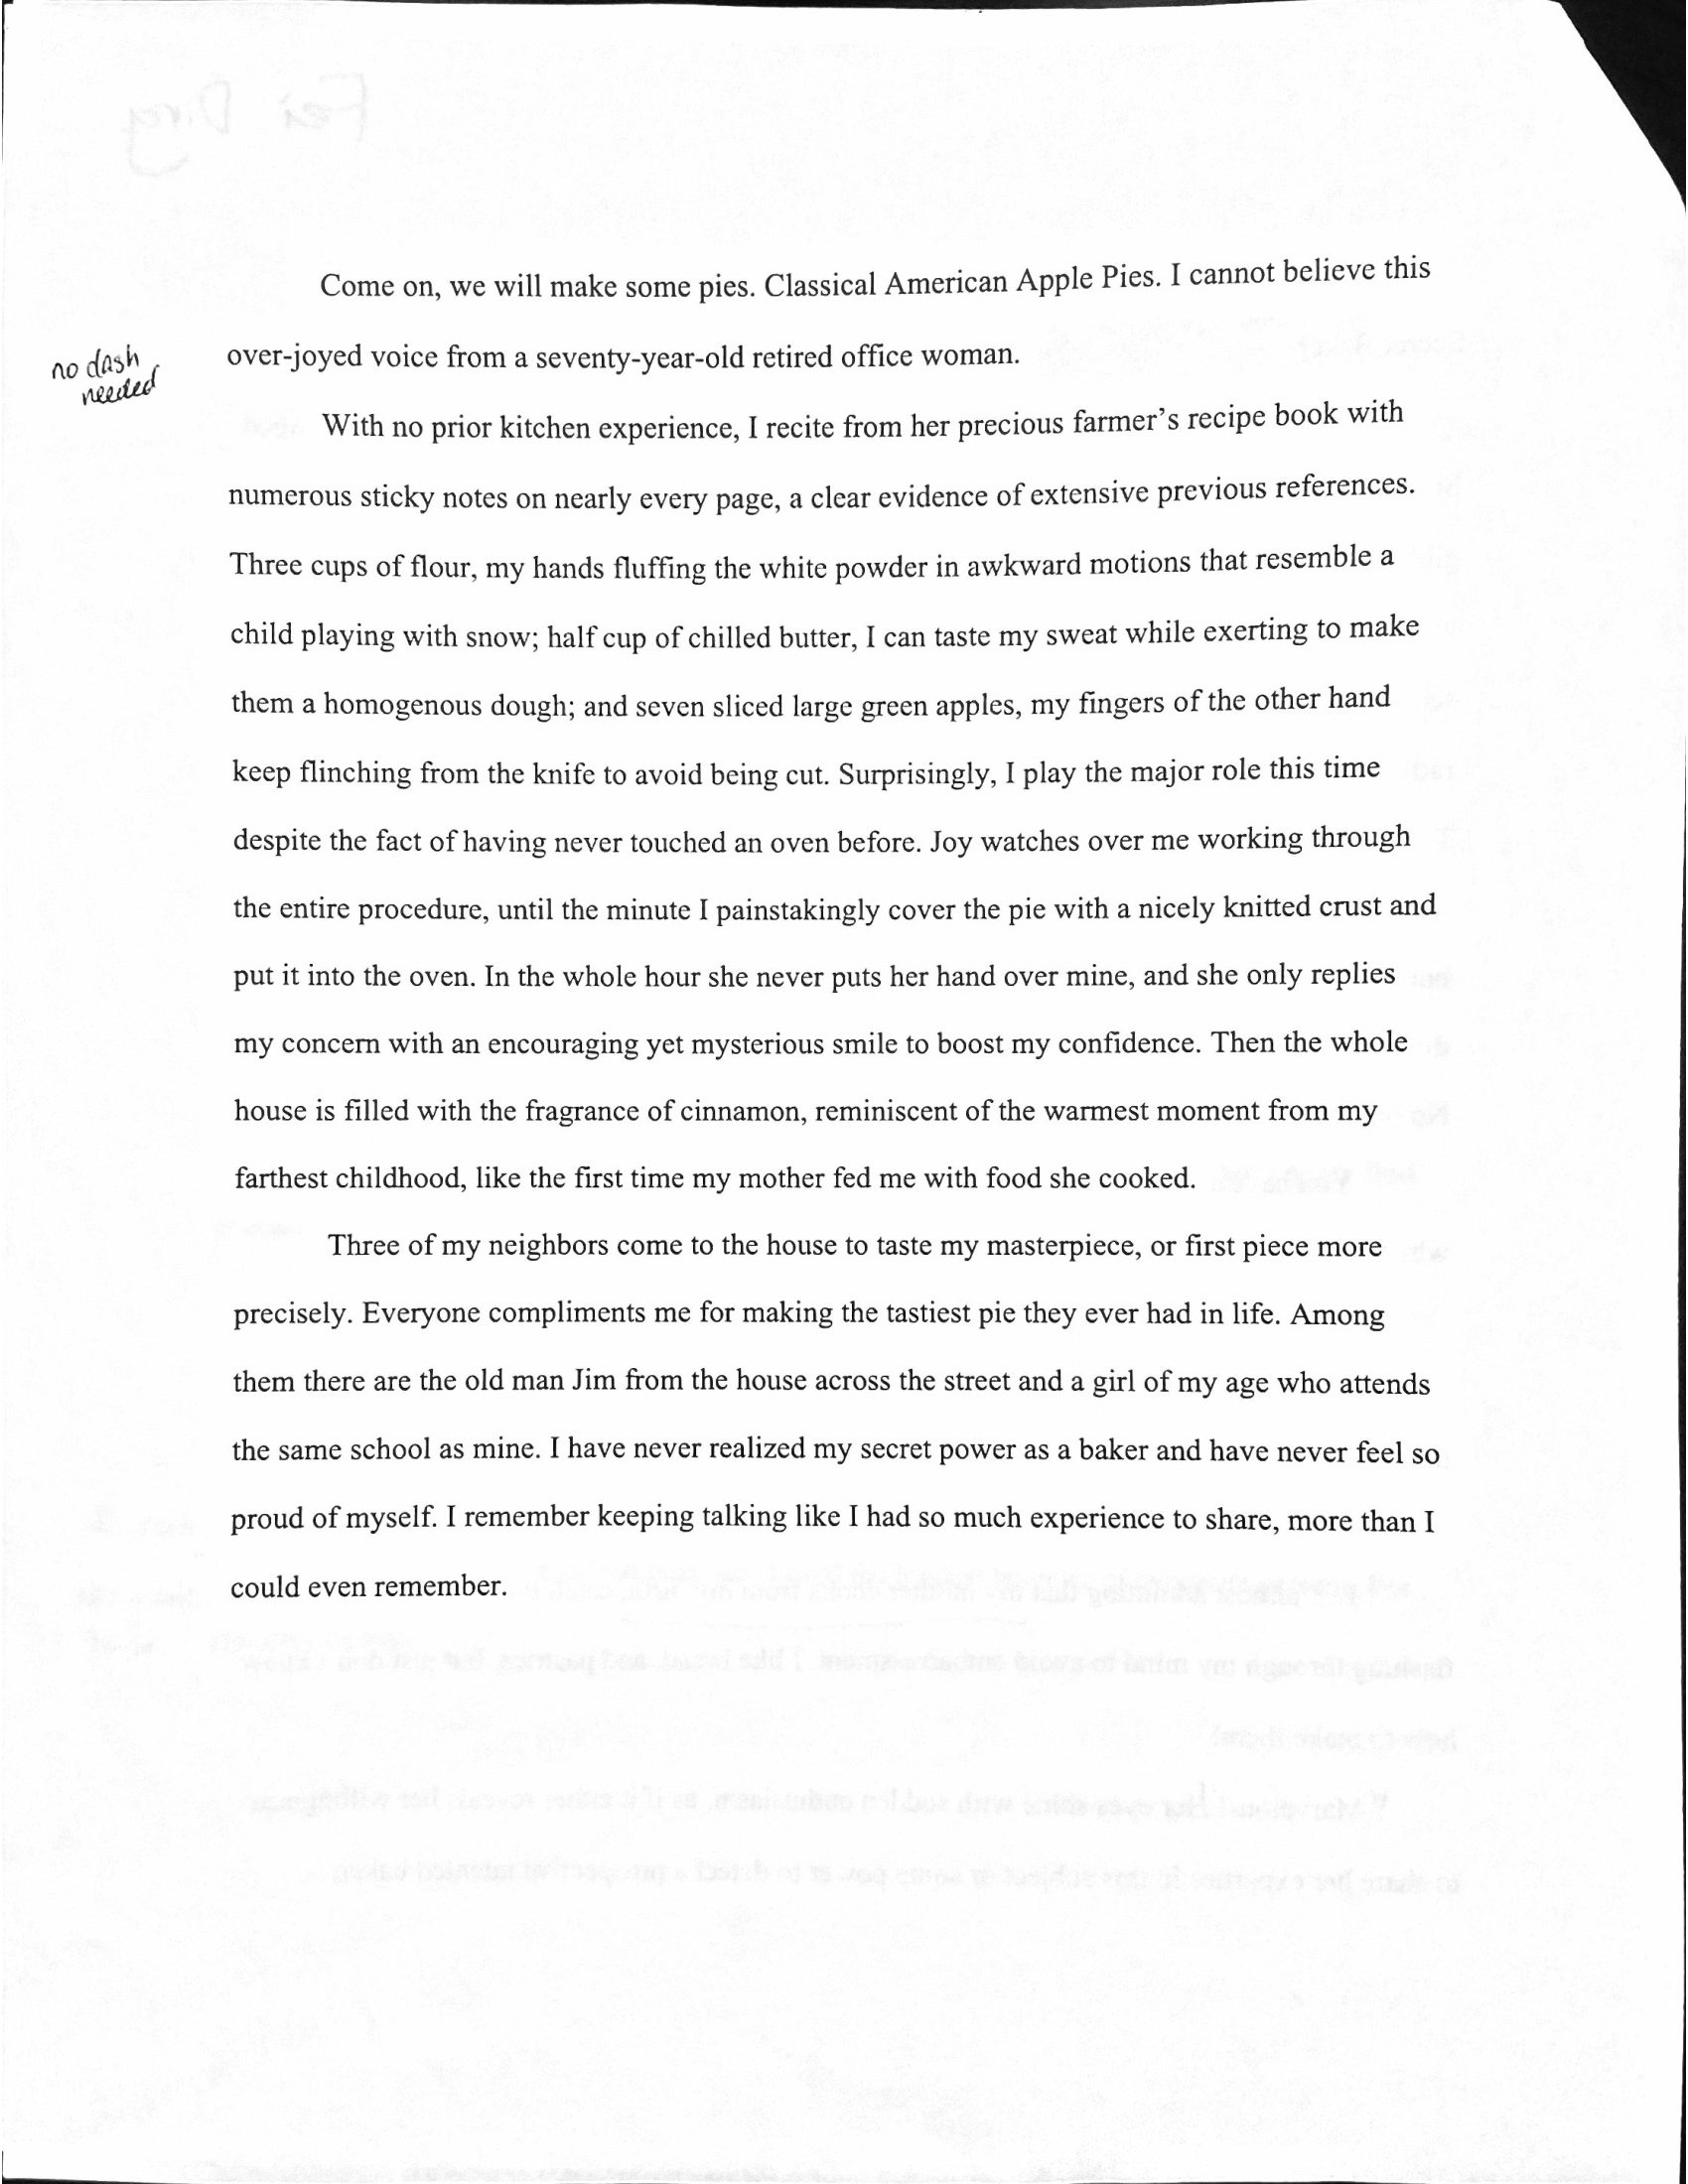 Come on, we will make some pies. Classical American Apple Pies. I cannot believe this
no dash
needed
over-joyed voice from a seventy-year-old retired office woman.
With no prior kitchen experience, I recite from her precious farmer's recipe book with
numerous sticky notes on nearly every page, a clear evidence of extensive previous references.
Three cups of flour, my hands fluffing the white powder in awkward motions that resemble a
child playing with snow; half cup of chilled butter, I can taste my sweat while exerting to make
them a homogenous dough; and seven sliced large green apples, my fingers of the other hand
keep flinching from the knife to avoid being cut. Surprisingly, I play the major role this time
despite the fact of having never touched an oven before. Joy watches over me working through
the entire procedure, until the minute I painstakingly cover the pie with a nicely knitted crust and
put it into the oven. In the whole hour she never puts her hand over mine, and she only replies
my concern with an encouraging yet mysterious smile to boost my confidence. Then the whole
house is filled with the fragrance of cinnamon, reminiscent of the warmest moment from my
farthest childhood, like the first time my mother fed me with food she cooked.
Three of my neighbors come to the house to taste my masterpiece, or first piece more
precisely. Everyone compliments me for making the tastiest pie they ever had in life. Among
them there are the old man Jim from the house across the street and a girl of my age who attends
the same school as mine. I have never realized my secret power as a baker and have never feel so
proud of myself. I remember keeping talking like I had so much experience to share, more than I
could even remember.